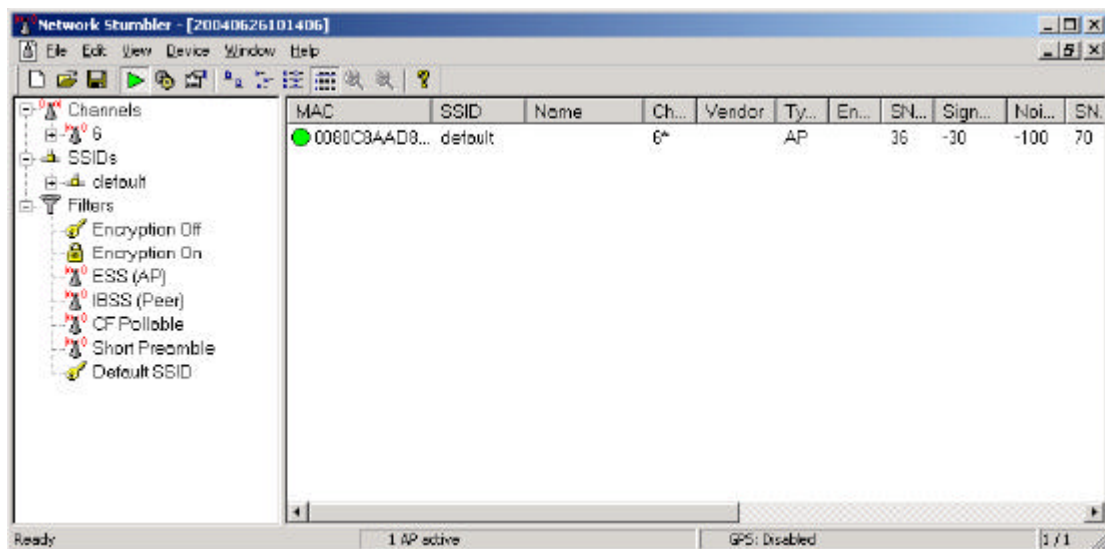 Network Stumbler - [20040626101406]
File Edit View Device Window Help
Channels
6
SSIDs
default
Filters
Encryption Off
Encryption On
ESS (AP)
IBSS (Peer)
CF Pollable
Short Preamble
Default SSID
MAC SSID Name Ch... Vendor Ty... En... SN... Sign... Noi... SN.
0080C8AAD8... default 6* AP 36 -30 -100 70
Ready 1 AP active GPS: Disabled 1 / 1